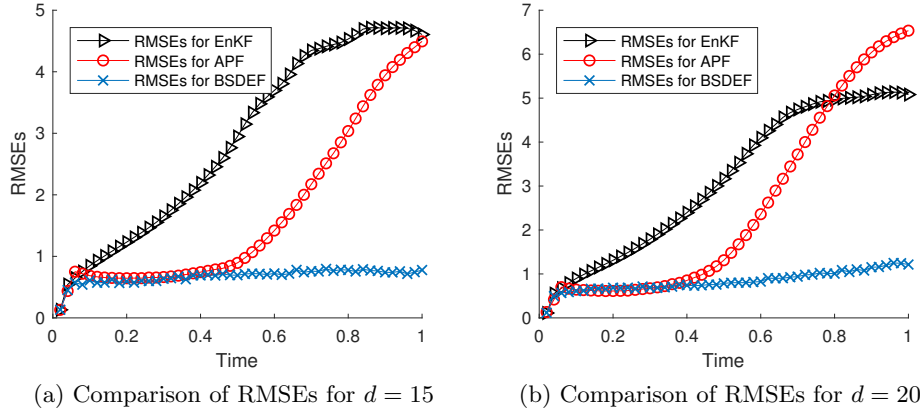 5
4
3
2
1
0
RMSEs
RMSEs for EnKF
RMSEs for APF
RMSEs for BSDEF
0 0.2 0.4 0.6 0.8 1
Time
(a) Comparison of RMSEs for d = 15
7
6
5
4
3
2
1
0
RMSEs
RMSEs for EnKF
RMSEs for APF
RMSEs for BSDEF
0 0.2 0.4 0.6 0.8 1
Time
(b) Comparison of RMSEs for d = 20